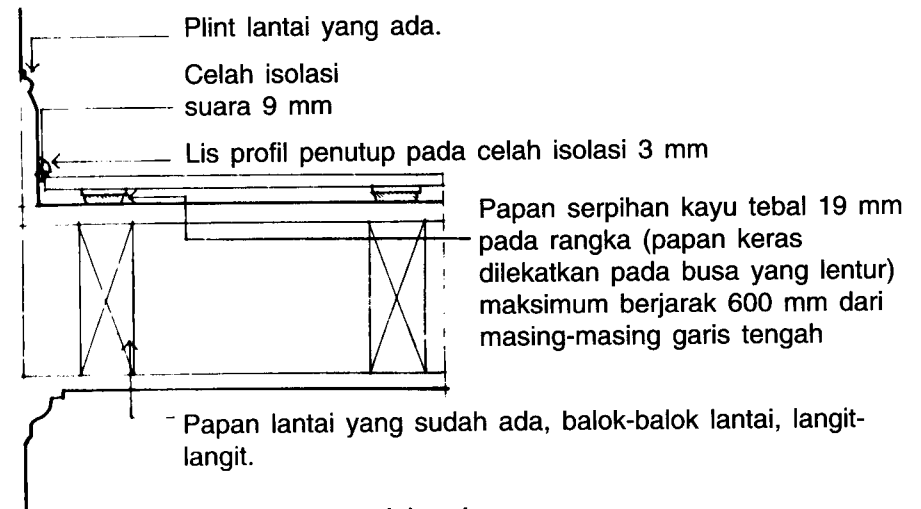 Plint lantai yang ada.
Celah isolasi
suara 9 mm
Lis profil penutup pada celah isolasi 3 mm
Papan serpihan kayu tebal 19 mm
pada rangka (papan keras
dilekatkan pada busa yang lentur)
maksimum berjarak 600 mm dari
masing-masing garis tengah
Papan lantai yang sudah ada, balok-balok lantai, langit-
langit.